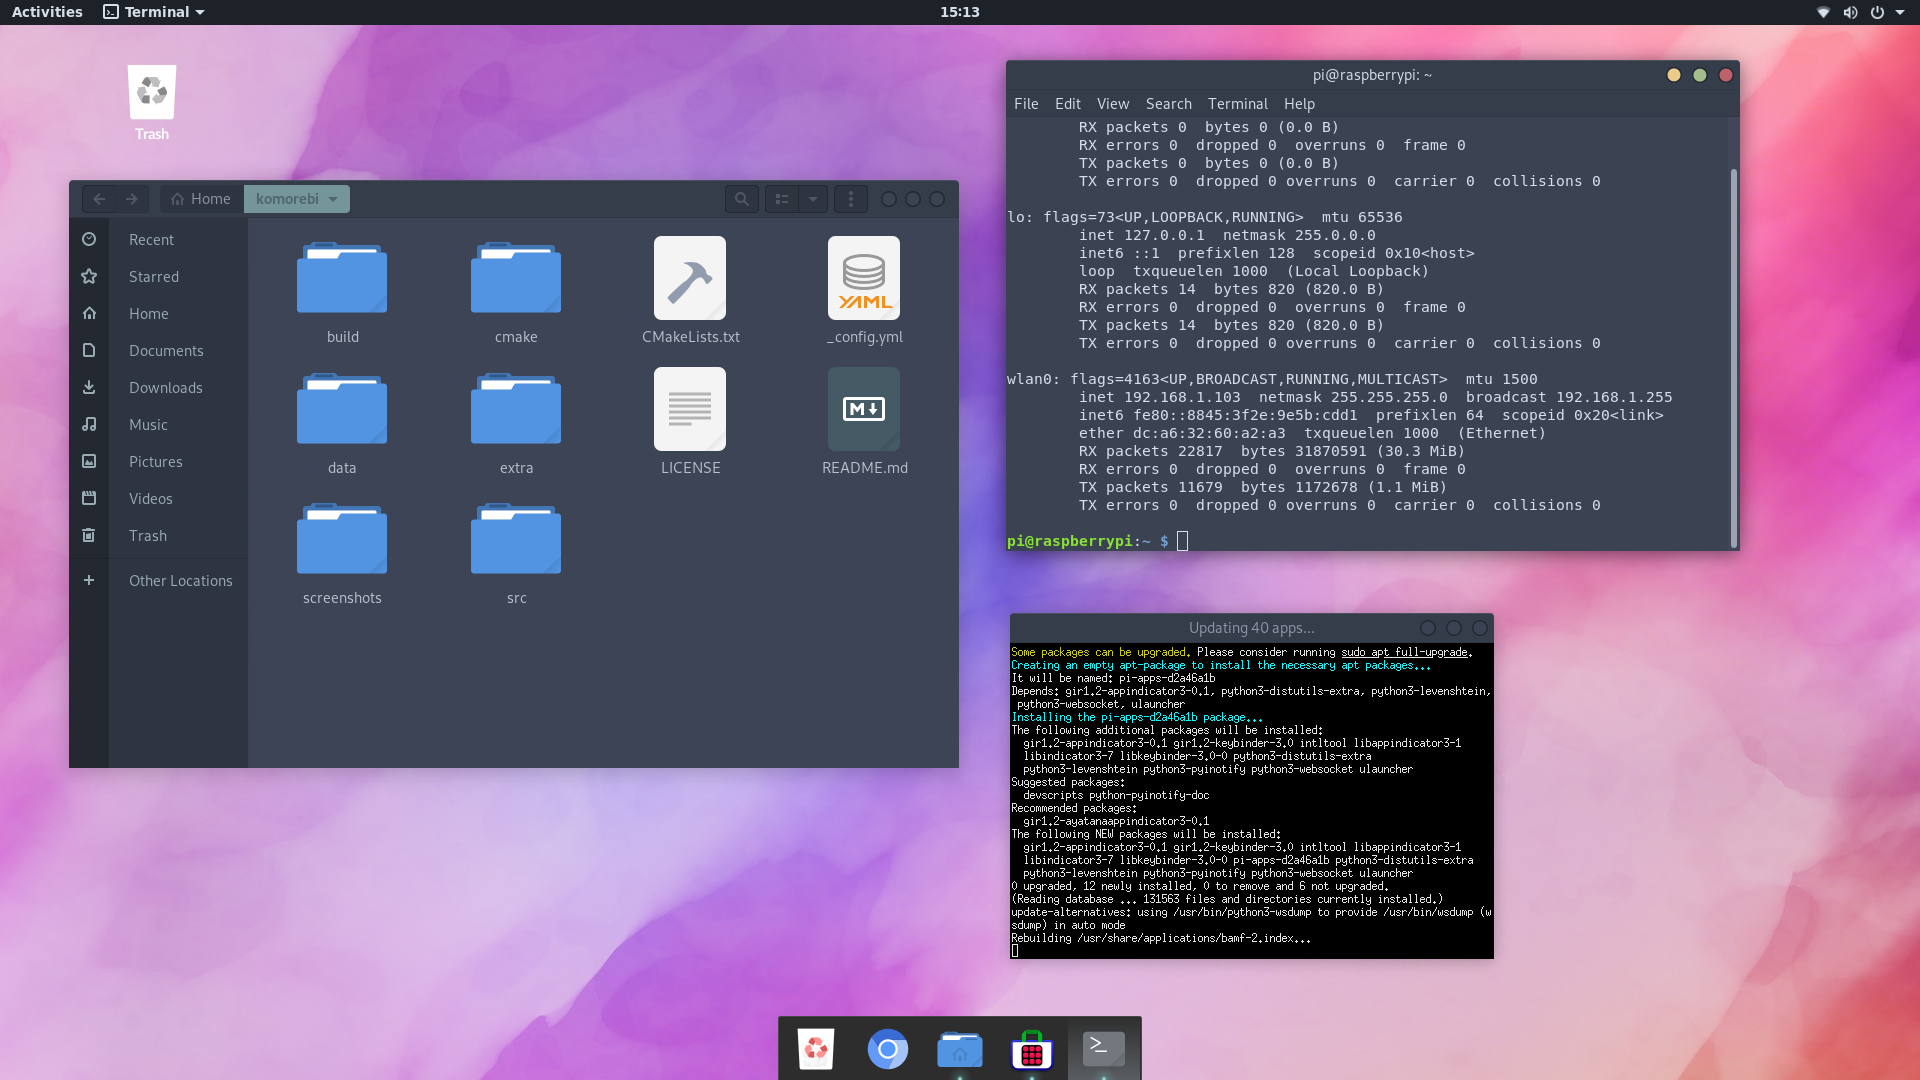 Activities Terminal 15:13
Trash
Home komorebi
Recent
Starred
Home
Documents
Downloads
Music
Pictures
Videos
Trash
Other Locations
build cmake CMakeLists.txt _config.yml
YAML
data extra LICENSE README.md
M
screenshots src
pi@raspberrypi: ~
File Edit View Search Terminal Help
RX packets 0  bytes 0 (0.0 B)
RX errors 0  dropped 0  overruns 0  frame 0
TX packets 0  bytes 0 (0.0 B)
TX errors 0  dropped 0 overruns 0  carrier 0  collisions 0
lo: flags=73<UP,LOOPBACK,RUNNING>  mtu 65536
inet 127.0.0.1  netmask 255.0.0.0
inet6 ::1  prefixlen 128  scopeid 0x10<host>
loop  txqueuelen 1000  (Local Loopback)
RX packets 14  bytes 820 (820.0 B)
RX errors 0  dropped 0  overruns 0  frame 0
TX packets 14  bytes 820 (820.0 B)
TX errors 0  dropped 0 overruns 0  carrier 0  collisions 0
wlan0: flags=4163<UP,BROADCAST,RUNNING,MULTICAST>  mtu 1500
inet 192.168.1.103  netmask 255.255.255.0  broadcast 192.168.1.255
inet6 fe80::8845:3f2e:9e5b:cdd1  prefixlen 64  scopeid 0x20<link>
ether dc:a6:32:60:a2:a3  txqueuelen 1000  (Ethernet)
RX packets 22817  bytes 31870591 (30.3 MiB)
RX errors 0  dropped 0  overruns 0  frame 0
TX packets 11679  bytes 1172678 (1.1 MiB)
TX errors 0  dropped 0 overruns 0  carrier 0  collisions 0
pi@raspberrypi:~ $
Updating 40 apps...
Some packages can be upgraded. Please consider running sudo apt full-upgrade.
Creating an empty apt-package to install the necessary apt packages...
It will be named: pi-apps-d2a46a1b
Depends: gir1.2-appindicator3-0.1, python3-distutils-extra, python3-levenshtein,
python3-websocket, ulauncher
Installing the pi-apps-d2a46a1b package...
The following additional packages will be installed:
gir1.2-appindicator3-0.1 gir1.2-keybinder-3.0 intltool libappindicator3-1
libindicator3-7 libkeybinder-3.0-0 python3-distutils-extra
python3-levenshtein python3-pyinotify python3-websocket ulauncher
Suggested packages:
devscripts python-pyinotify-doc
Recommended packages:
gir1.2-ayatanaappindicator3-0.1
The following NEW packages will be installed:
gir1.2-appindicator3-0.1 gir1.2-keybinder-3.0 intltool libappindicator3-1
libindicator3-7 libkeybinder-3.0-0 pi-apps-d2a46a1b python3-distutils-extra
python3-levenshtein python3-pyinotify python3-websocket ulauncher
0 upgraded, 12 newly installed, 0 to remove and 6 not upgraded.
(Reading database ... 131563 files and directories currently installed.)
update-alternatives: using /usr/bin/python3-wsdump to provide /usr/bin/wsdump (w
sdump) in auto mode
Rebuilding /usr/share/applications/bamf-2.index...